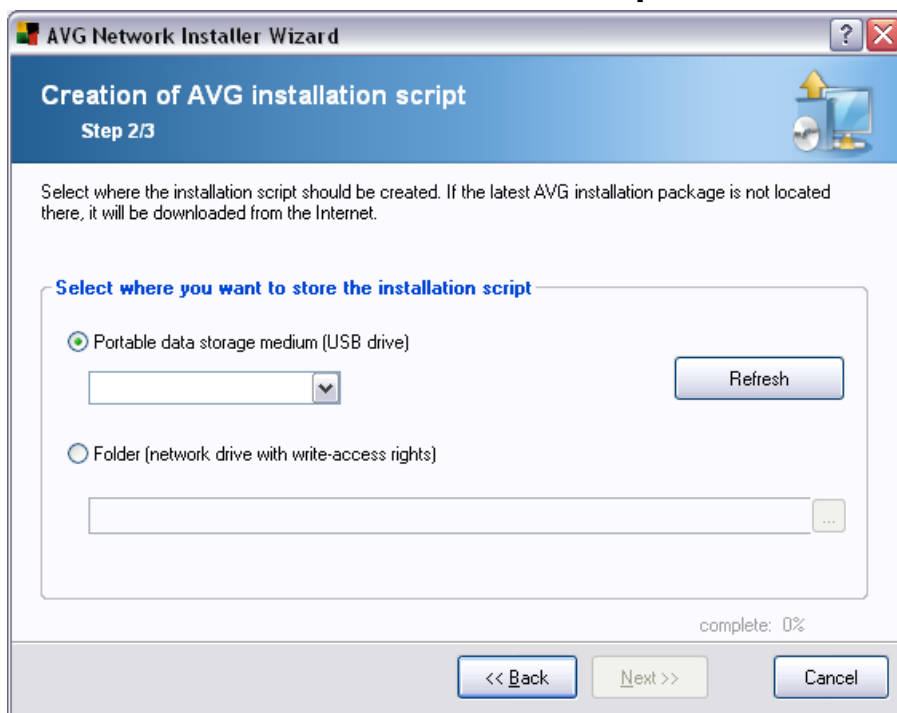 AVG Network Installer Wizard
Creation of AVG installation script
Step 2/3
Select where the installation script should be created. If the latest AVG installation package is not located
there, it will be downloaded from the Internet.
Select where you want to store the installation script
Portable data storage medium (USB drive)
Refresh
Folder (network drive with write-access rights)
...
complete: 0%
<< Back
Next >>
Cancel